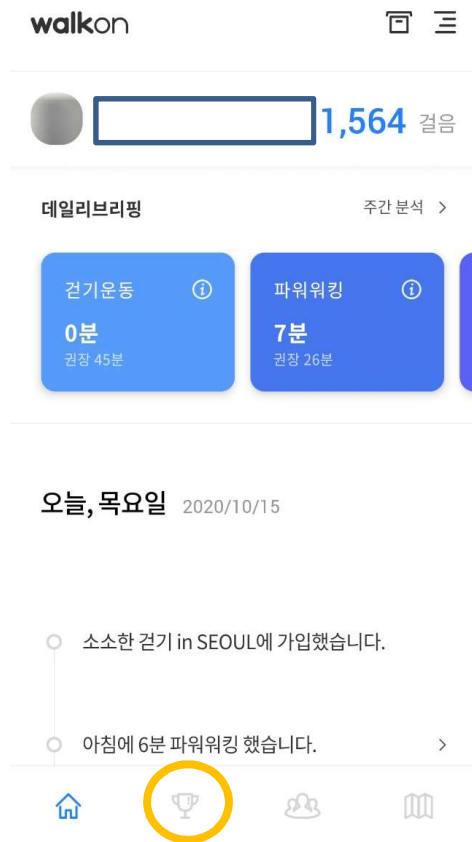 walkon
1,564 걸음
데일리브리핑 주간 분석
걷기운동 파워워킹
0분 7분
권장 45분 권장 26분
오늘, 목요일 2020/10/15
소소한 걷기 in SEOUL에 가입했습니다.
아침에 6분 파워워킹 했습니다.